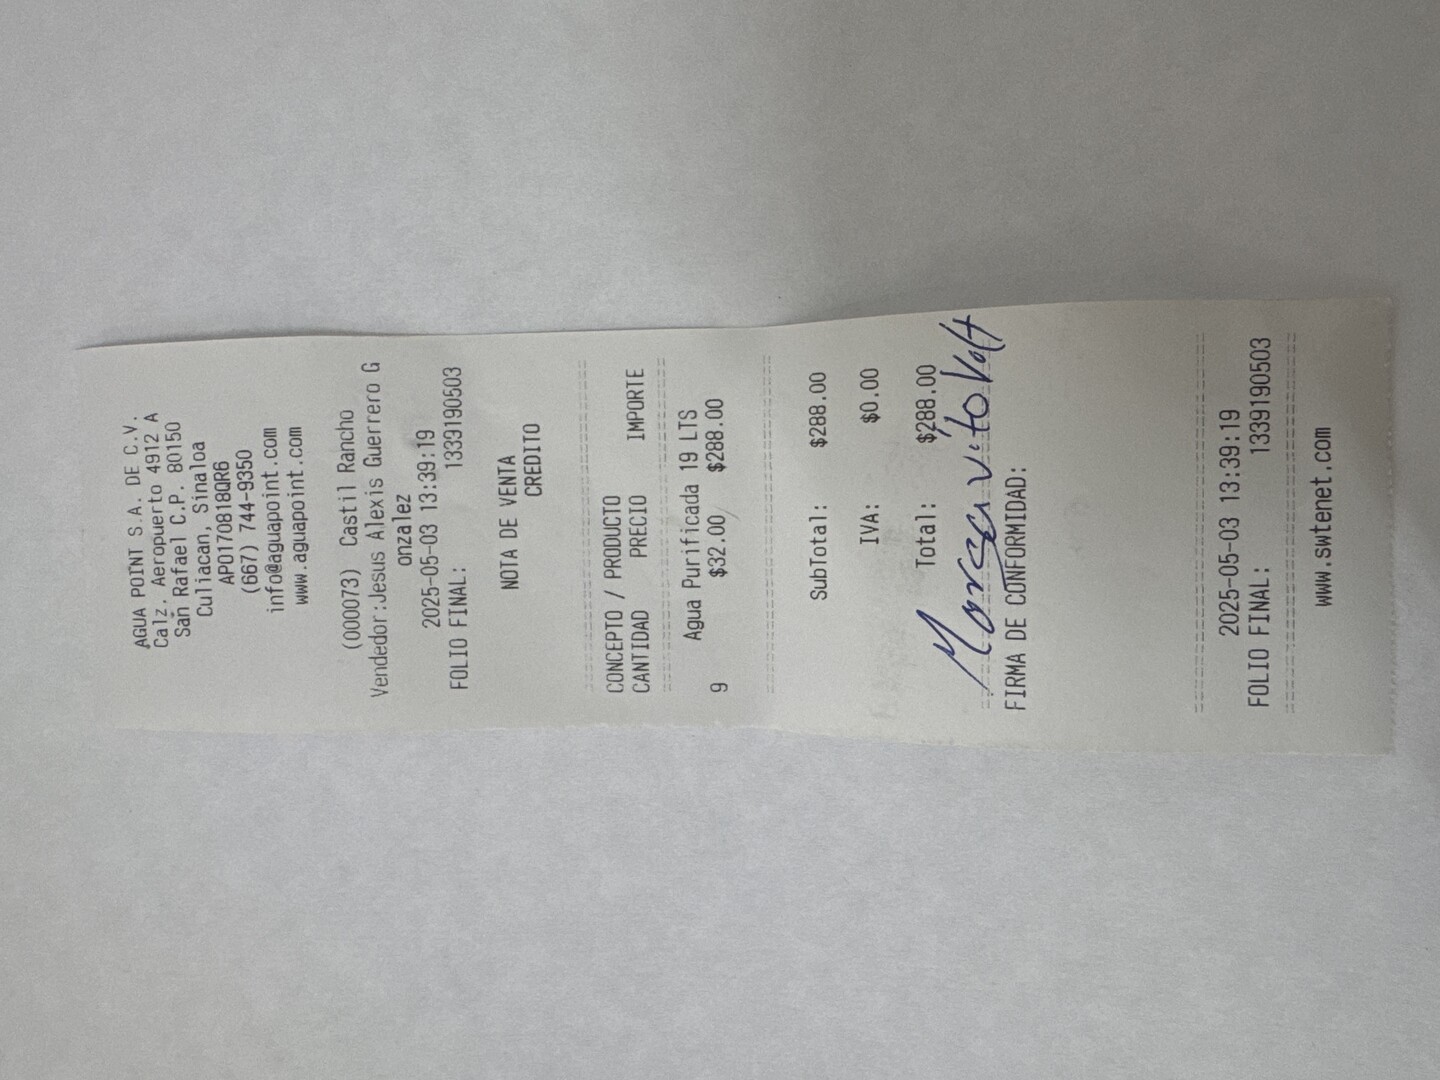 AGUA POINT S.A. DE C.V.
Calz. Aeropuerto 4912 A
San Rafael C.P. 80150
Culiacan, Sinaloa
APO170818QR6
(667) 744-9350
info@aguapoint.com
www.aguapoint.com
(000073) Castil Rancho
Vendedor:Jesus Alexis Guerrero G
onzalez
2025-05-03 13:39:19
FOLIO FINAL: 1339190503
NOTA DE VENTA
CREDITO
CONCEPTO / PRODUCTO
CANTIDAD PRECIO IMPORTE
Agua Purificada 19 LTS
9 $32.00 $288.00
SubTotal: $288.00
IVA: $0.00
Total: $288.00
FIRMA DE CONFORMIDAD:
2025-05-03 13:39:19
FOLIO FINAL: 1339190503
www.swtenet.com